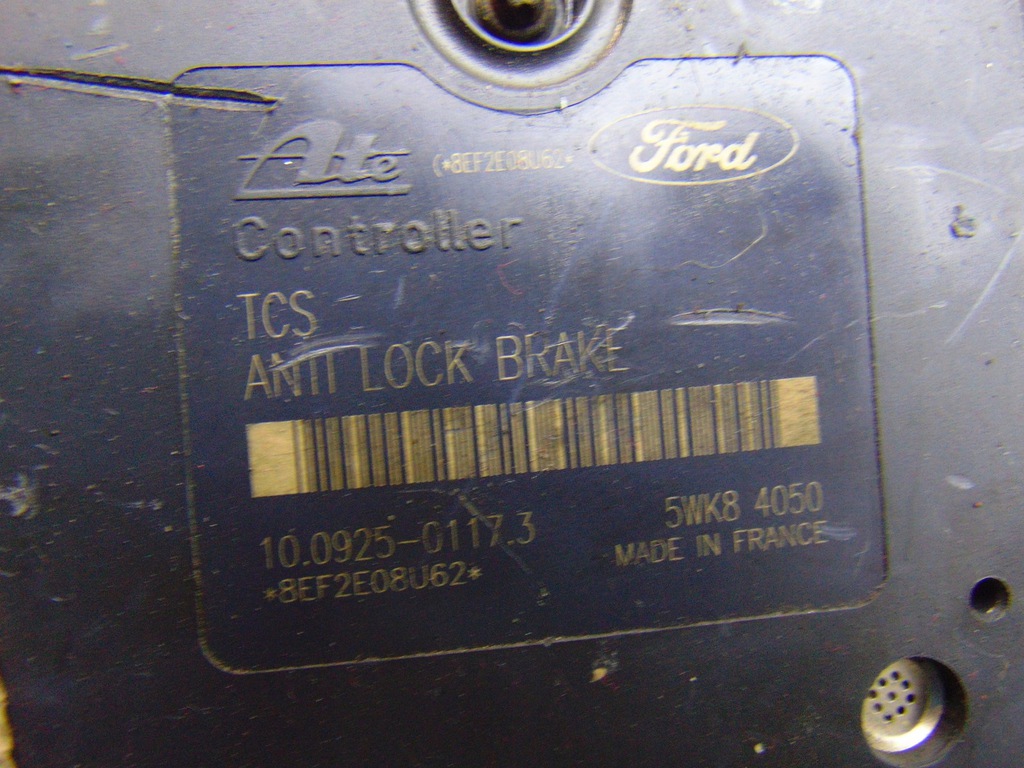 Ate (*8EF2E08U62* Ford
Controller
TCS
ANTI LOCK BRAKE
10.0925-0117.3 5WK8 4050
*8EF2E08U62* MADE IN FRANCE